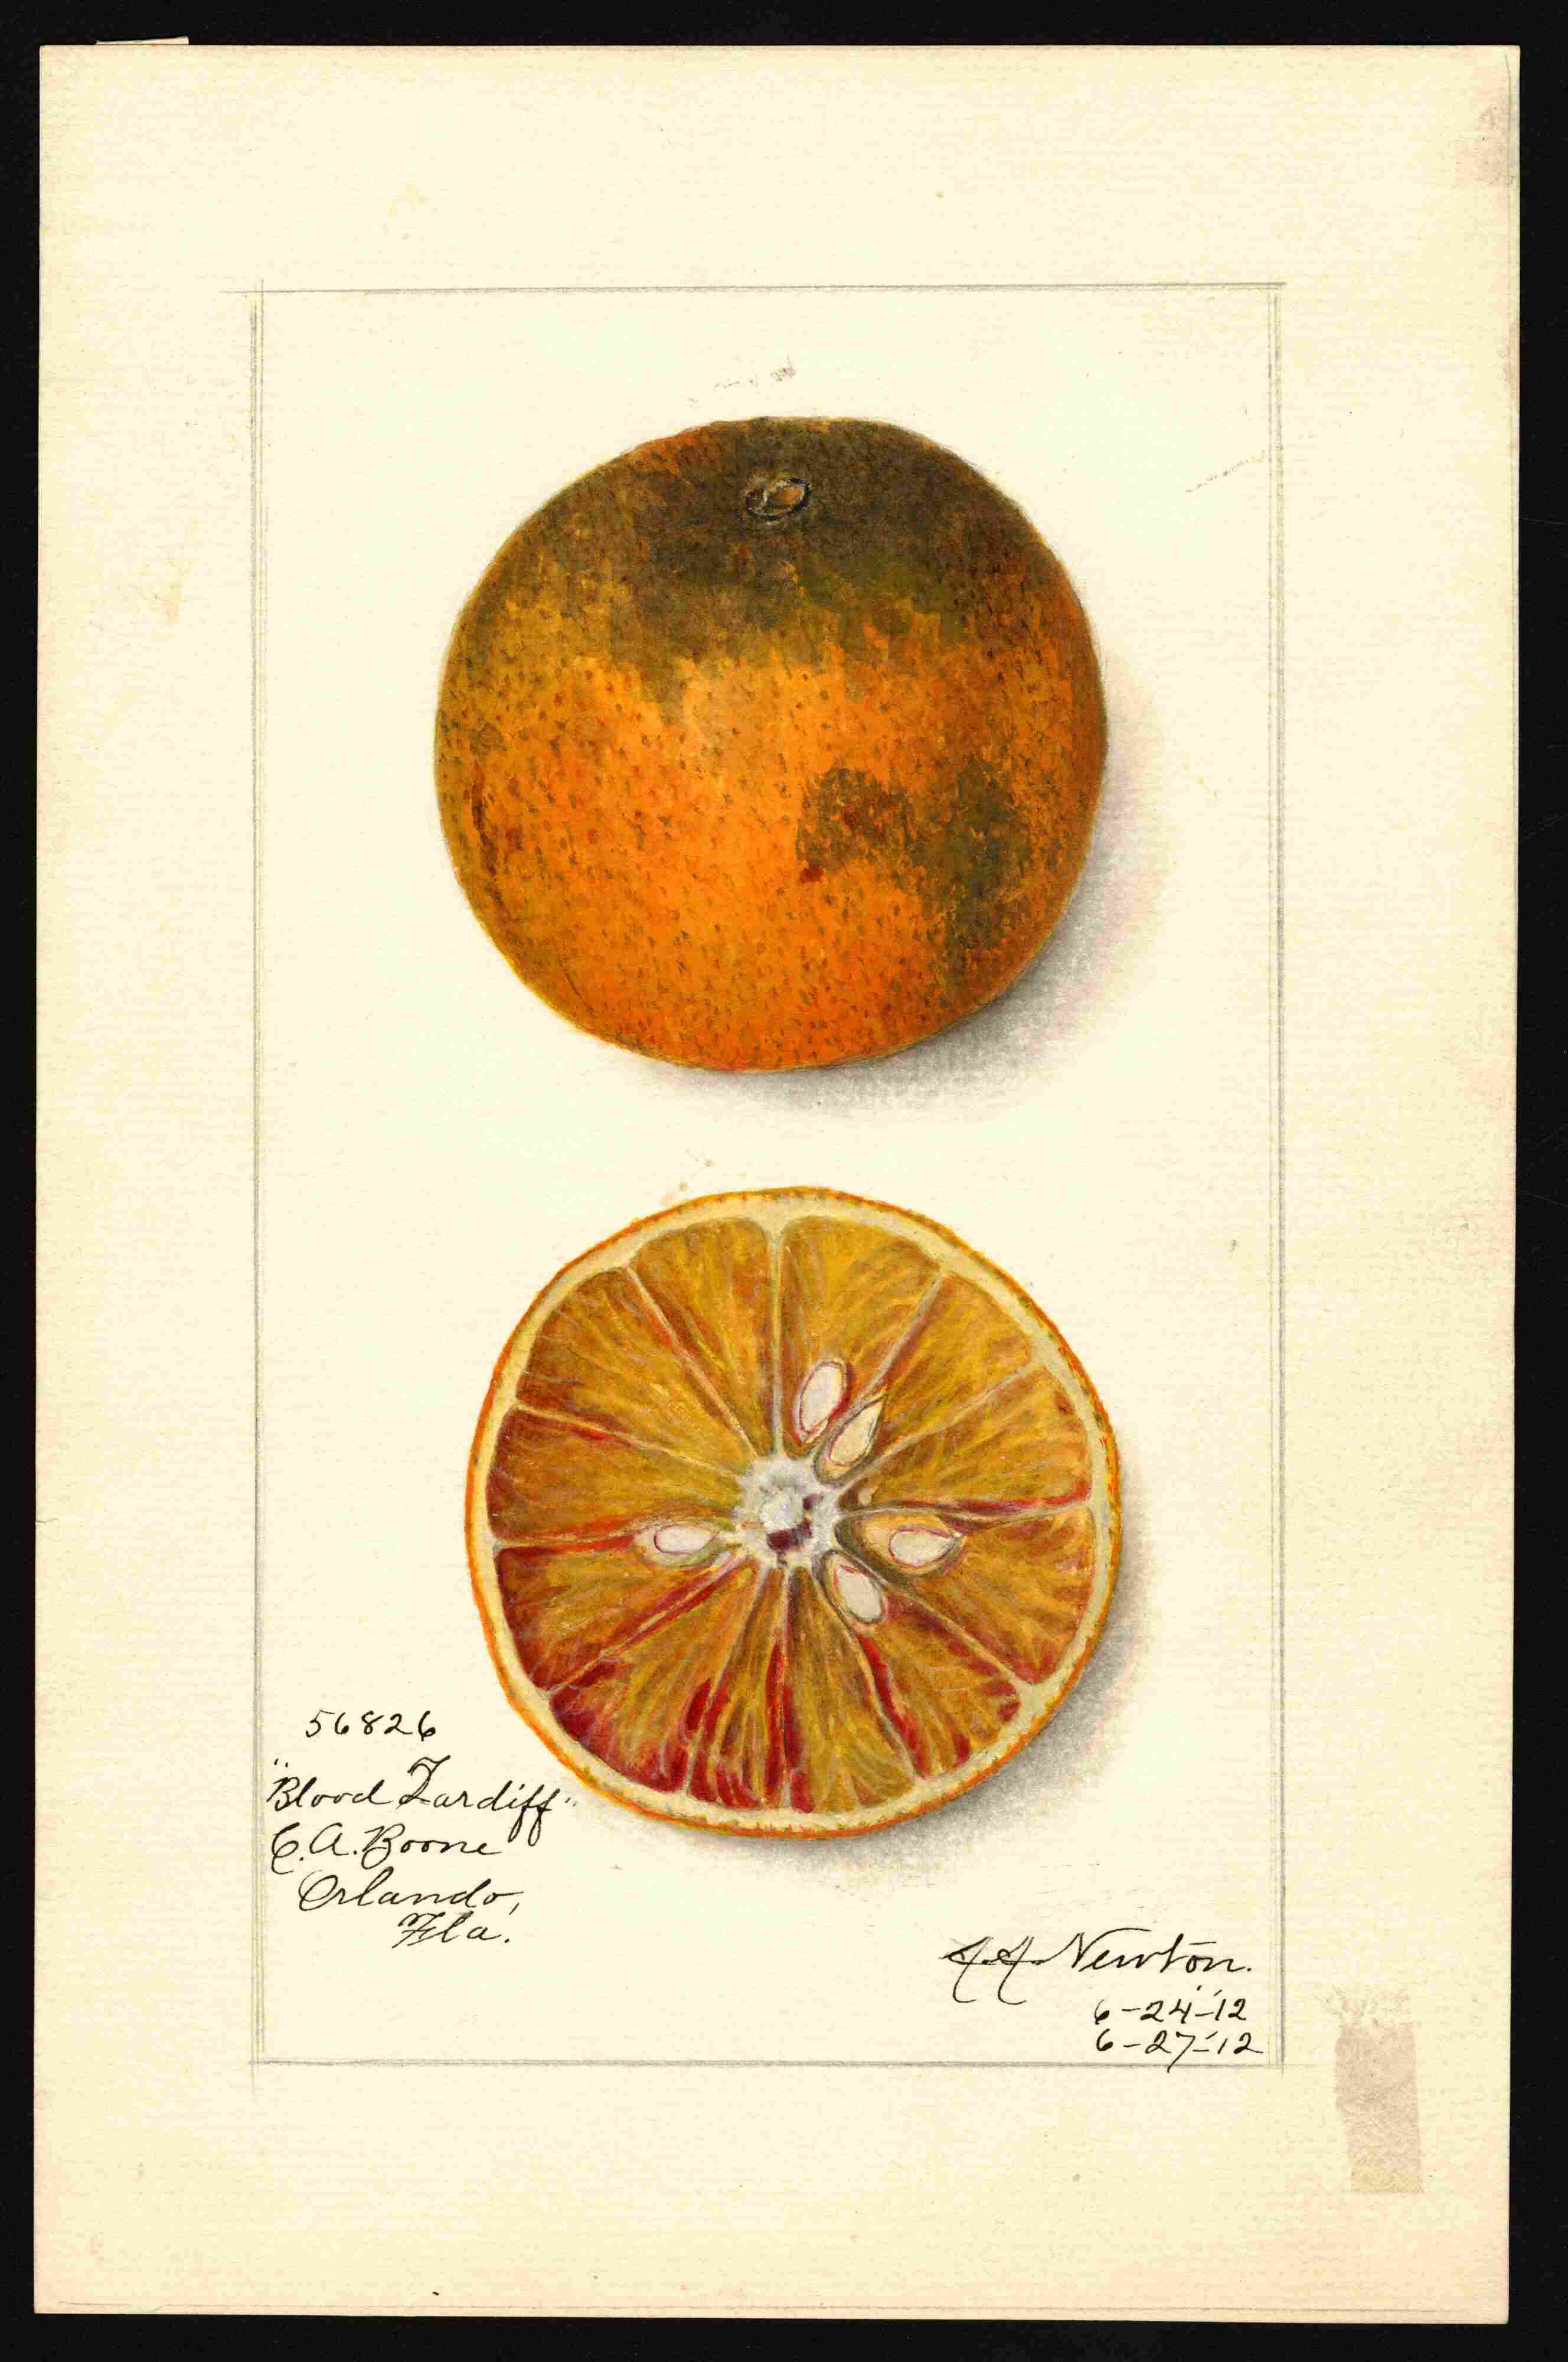 56826
"Blood Tardiff"
C. A. Boone
Orlando,
Fla.
A. A. Newton.
6-24-12
6-27-12